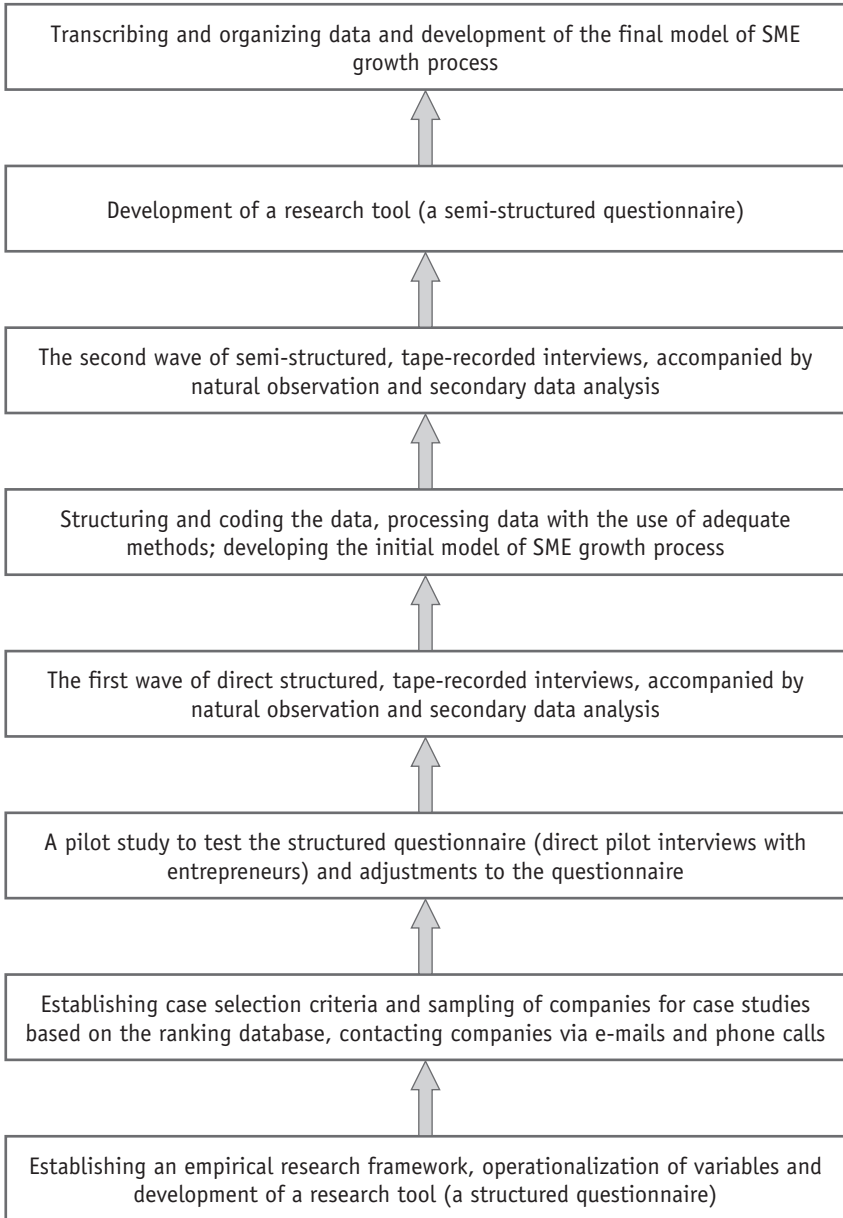 Transcribing and organizing data and development of the final model of SME
growth process
Development of a research tool (a semi-structured questionnaire)
The second wave of semi-structured, tape-recorded interviews, accompanied by
natural observation and secondary data analysis
Structuring and coding the data, processing data with the use of adequate
methods; developing the initial model of SME growth process
The first wave of direct structured, tape-recorded interviews, accompanied by
natural observation and secondary data analysis
A pilot study to test the structured questionnaire (direct pilot interviews with
entrepreneurs) and adjustments to the questionnaire
Establishing case selection criteria and sampling of companies for case studies
based on the ranking database, contacting companies via e-mails and phone calls
Establishing an empirical research framework, operationalization of variables and
development of a research tool (a structured questionnaire)